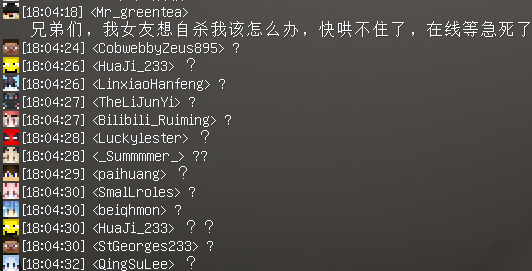 [18:04:18] <Mr_greentea>
兄弟们，我女友想自杀我该怎么办，快哄不住了，在线等急死了
[18:04:24] <CobwebbyZeus895> ?
[18:04:26] <HuaJi_233> ？
[18:04:26] <LinxiaoHanfeng> ?
[18:04:27] <TheLiJunYi> ?
[18:04:27] <Bilibili_Ruiming> ?
[18:04:28] <Luckylester> ？
[18:04:28] <_Summmmer_> ??
[18:04:29] <paihuang> ？
[18:04:30] <SmalLroles> ?
[18:04:30] <beiqhmon> ?
[18:04:30] <HuaJi_233> ？？
[18:04:30] <StGeorges233> ?
[18:04:32] <QingSuLee> ？